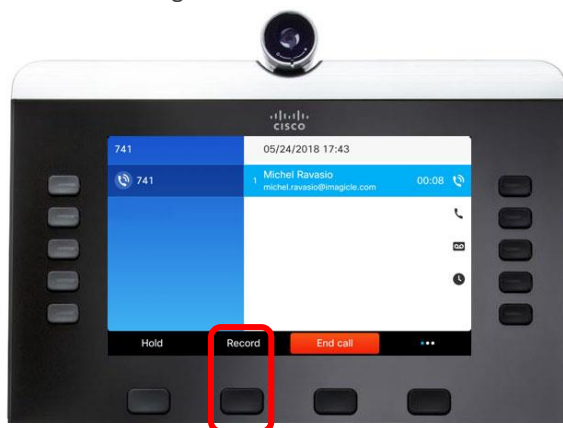 CISCO
741
05/24/2018 17:43
741
1 Michel Ravasio
michel.ravasio@imagicle.com
00:08
Hold
Record
End call